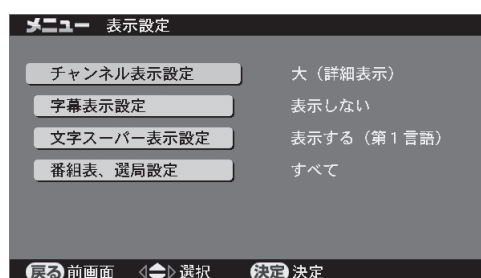 メニュー 表示設定
チャンネル表示設定 大（詳細表示）
字幕表示設定 表示しない
文字スーパー表示設定 表示する（第1言語）
番組表、選局設定 すべて
戻る 前画面 選択 決定 決定